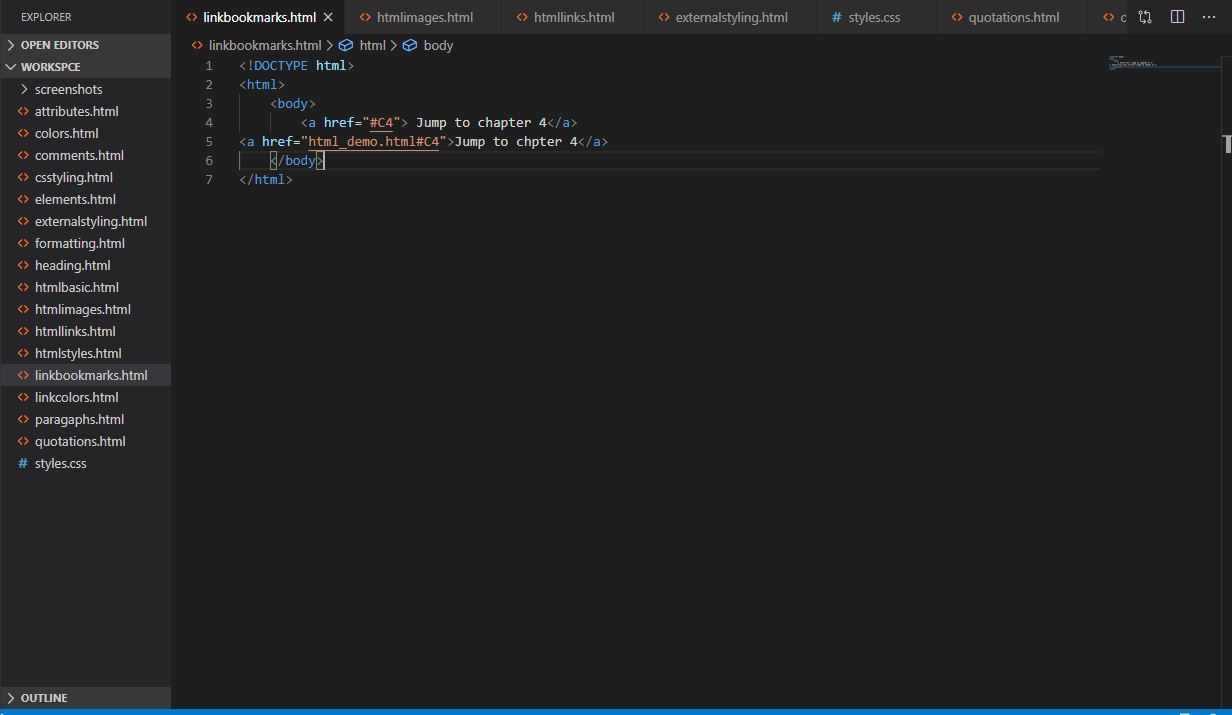 EXPLORER
OPEN EDITORS
WORKSPCE
screenshots
attributes.html
colors.html
comments.html
csstyling.html
elements.html
externalstyling.html
formatting.html
heading.html
htmlbasic.html
htmlimages.html
htmllinks.html
htmlstyles.html
linkbookmarks.html
linkcolors.html
paragaphs.html
quotations.html
# styles.css
OUTLINE
linkbookmarks.html htmlimages.html htmllinks.html externalstyling.html # styles.css quotations.html
linkbookmarks.html > html > body
1 <!DOCTYPE html>
2 <html>
3 <body>
4 <a href="#C4"> Jump to chapter 4</a>
5 <a href="html_demo.html#C4">Jump to chpter 4</a>
6 </body>
7 </html>